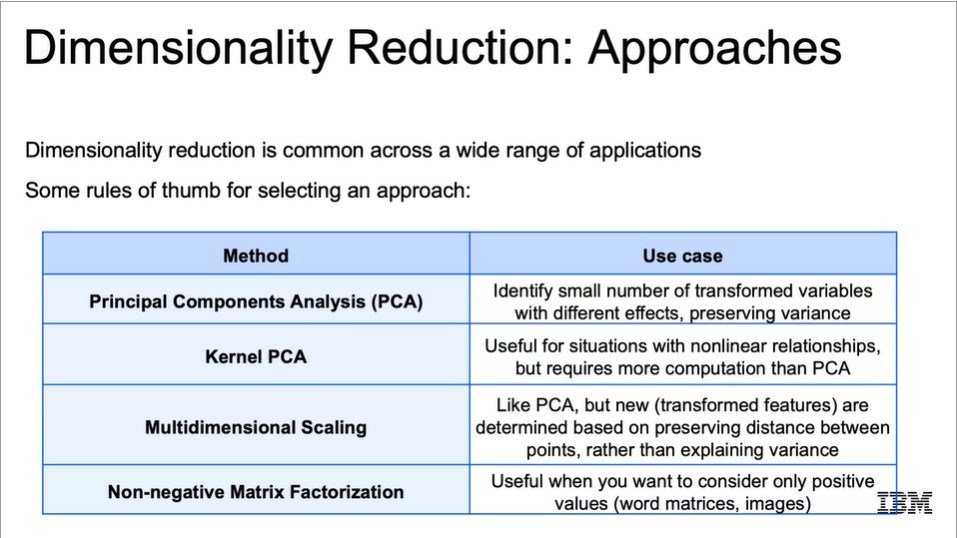 Dimensionality Reduction: Approaches
Dimensionality reduction is common across a wide range of applications
Some rules of thumb for selecting an approach:
Method
Use case
Principal Components Analysis (PCA)
Identify small number of transformed variables
with different effects, preserving variance
Kernel PCA
Useful for situations with nonlinear relationships,
but requires more computation than PCA
Multidimensional Scaling
Like PCA, but new (transformed features) are
determined based on preserving distance between
points, rather than explaining variance
Non-negative Matrix Factorization
Useful when you want to consider only positive
values (word matrices, images)
IBM